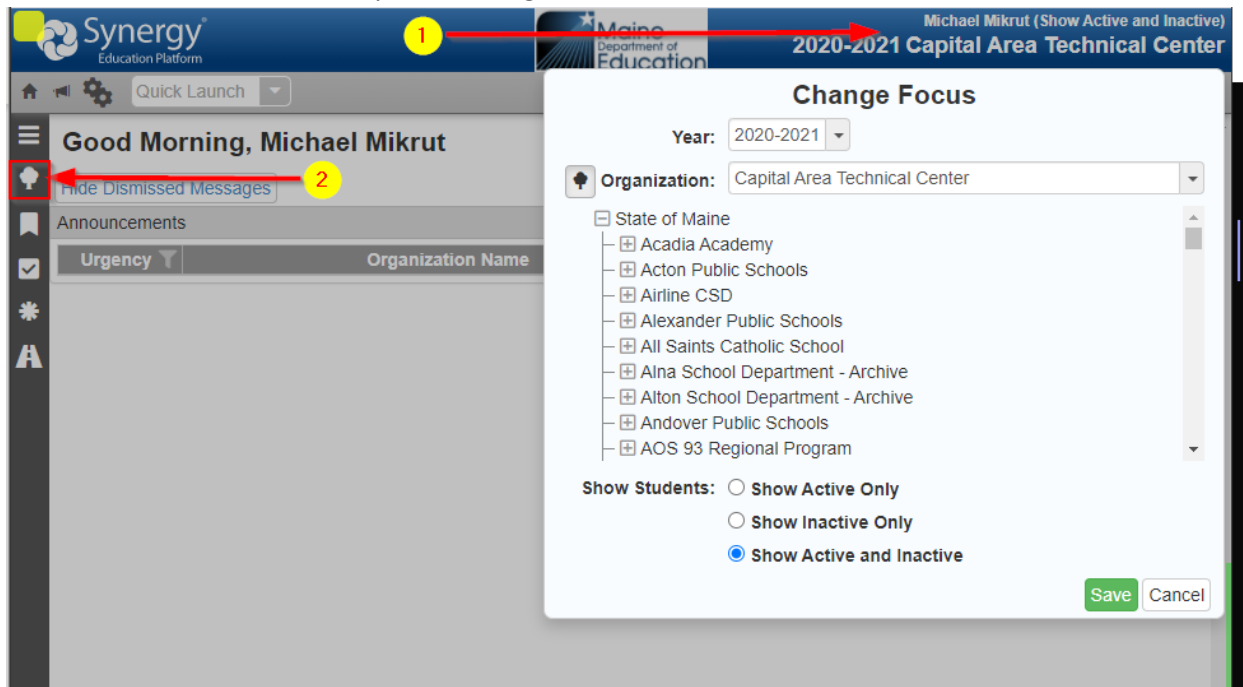 Synergy
Education Platform
1
Maine
Department of
Education
Michael Mikrut (Show Active and Inactive)
2020-2021 Capital Area Technical Center
Quick Launch
Good Morning, Michael Mikrut
2
Hide Dismissed Messages
Announcements
Urgency
Organization Name
Change Focus
Year: 2020-2021
Organization: Capital Area Technical Center
State of Maine
Acadia Academy
Acton Public Schools
Airline CSD
Alexander Public Schools
All Saints Catholic School
Alna School Department - Archive
Alton School Department - Archive
Andover Public Schools
AOS 93 Regional Program
Show Students: Show Active Only
Show Inactive Only
Show Active and Inactive
Save Cancel